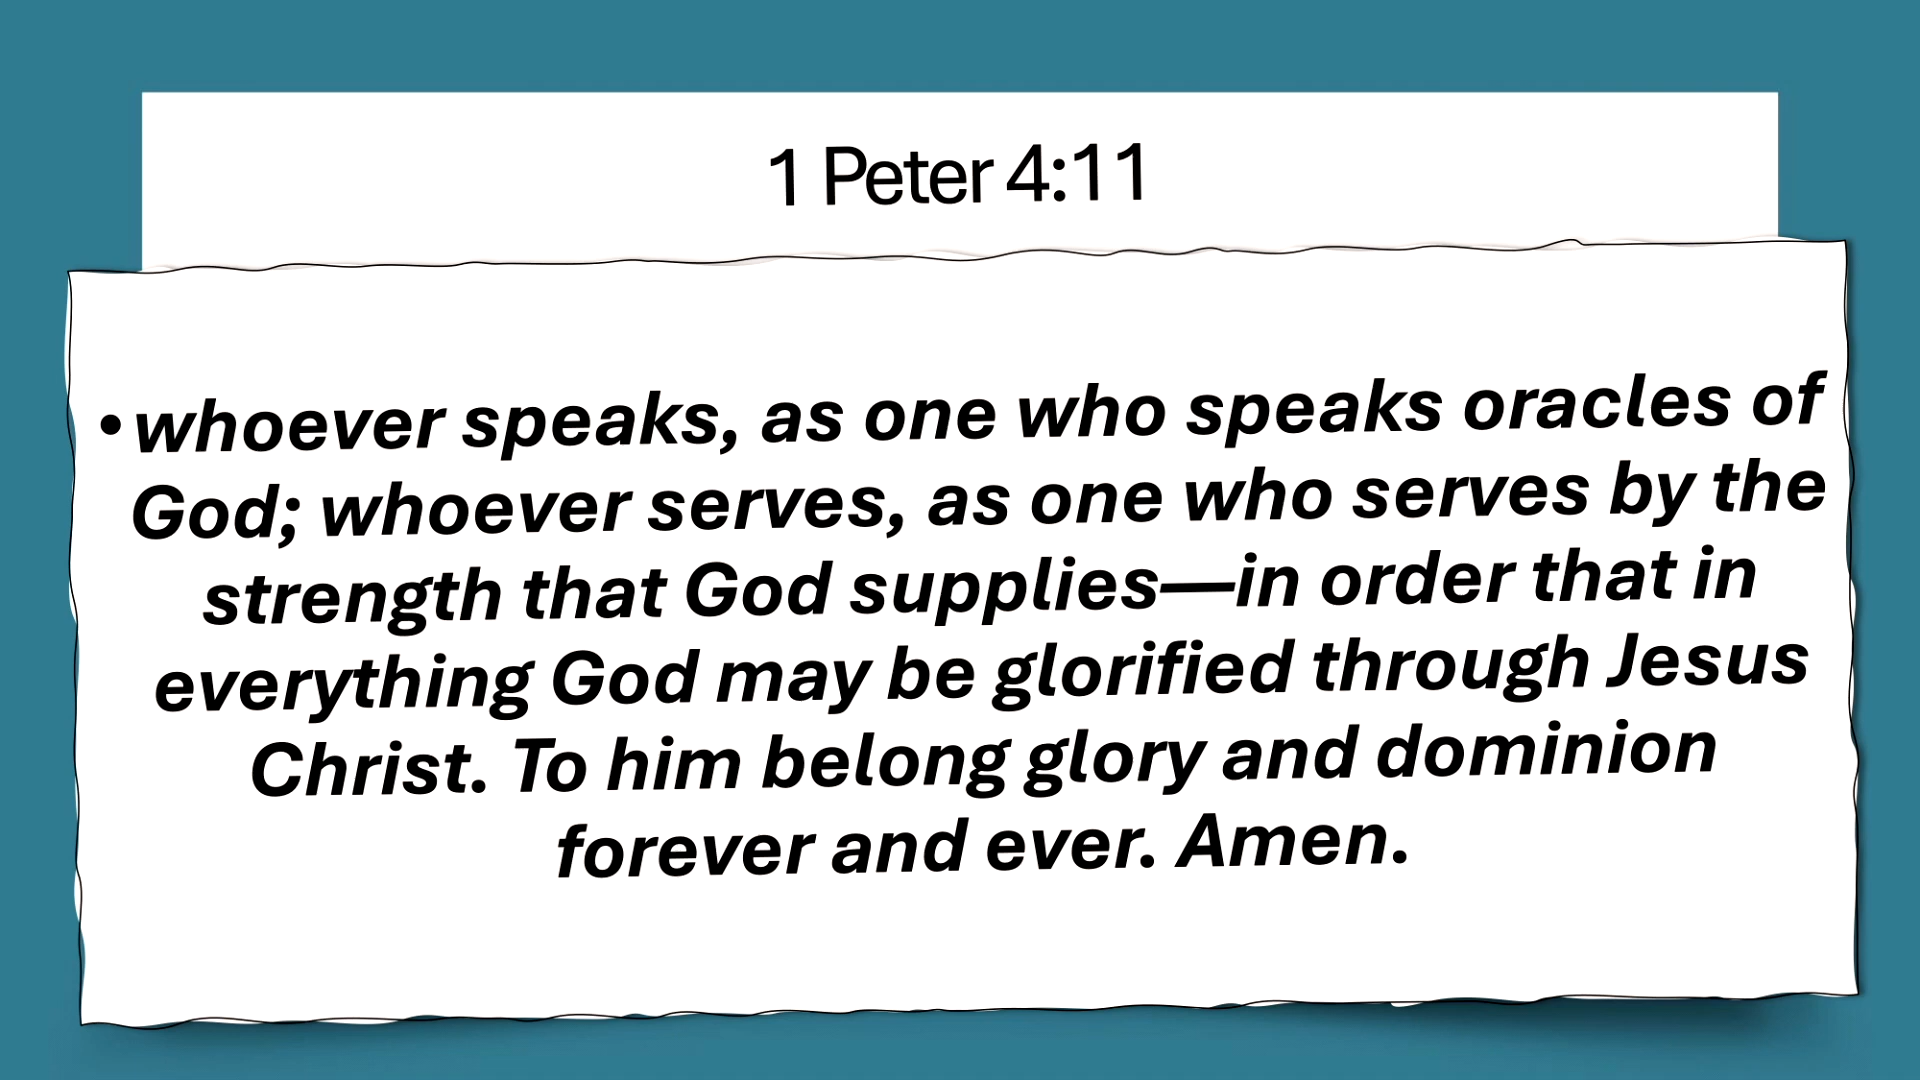 1 Peter 4:11
• whoever speaks, as one who speaks oracles of
God; whoever serves, as one who serves by the
strength that God supplies—in order that in
everything God may be glorified through Jesus
Christ. To him belong glory and dominion
forever and ever. Amen.